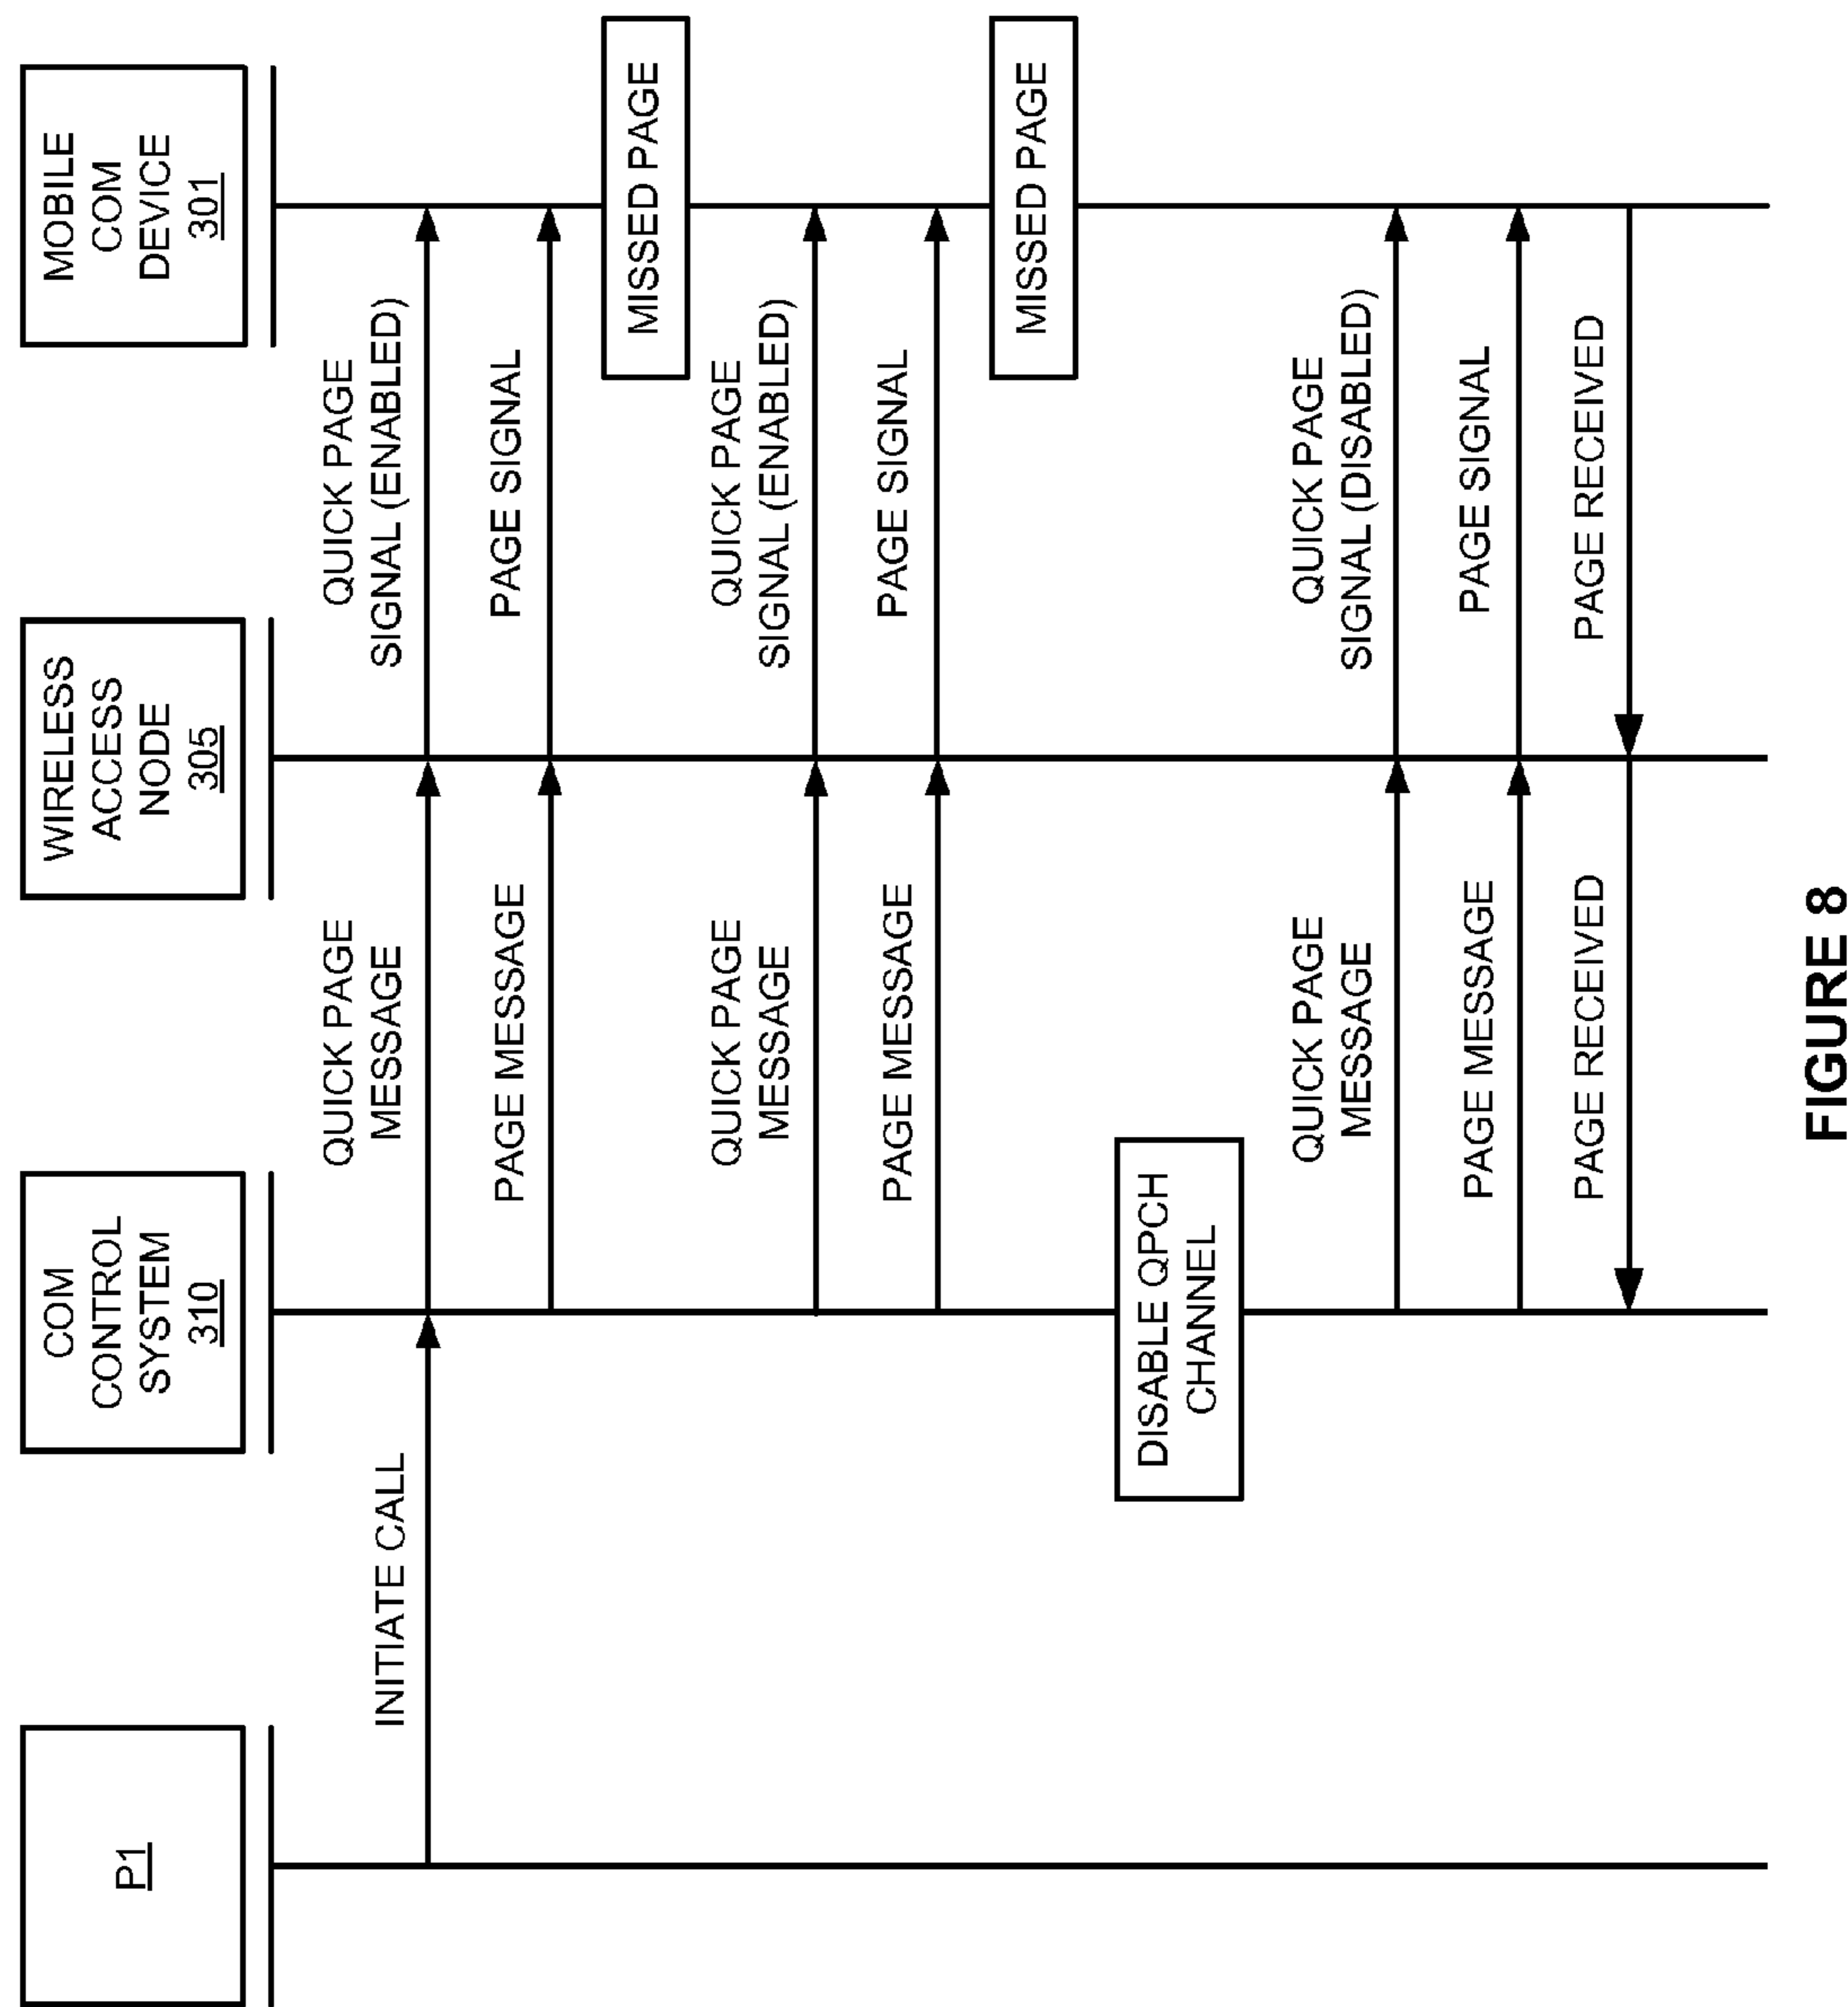 P1
COM
CONTROL
SYSTEM
310
WIRELESS
ACCESS
NODE
305
MOBILE
COM
DEVICE
301
INITIATE CALL
QUICK PAGE
MESSAGE
QUICK PAGE
SIGNAL (ENABLED)
PAGE MESSAGE
PAGE SIGNAL
MISSED PAGE
QUICK PAGE
MESSAGE
QUICK PAGE
SIGNAL (ENABLED)
PAGE MESSAGE
PAGE SIGNAL
MISSED PAGE
DISABLE QPCH
CHANNEL
QUICK PAGE
MESSAGE
QUICK PAGE
SIGNAL (DISABLED)
PAGE MESSAGE
PAGE SIGNAL
PAGE RECEIVED
PAGE RECEIVED
FIGURE 8